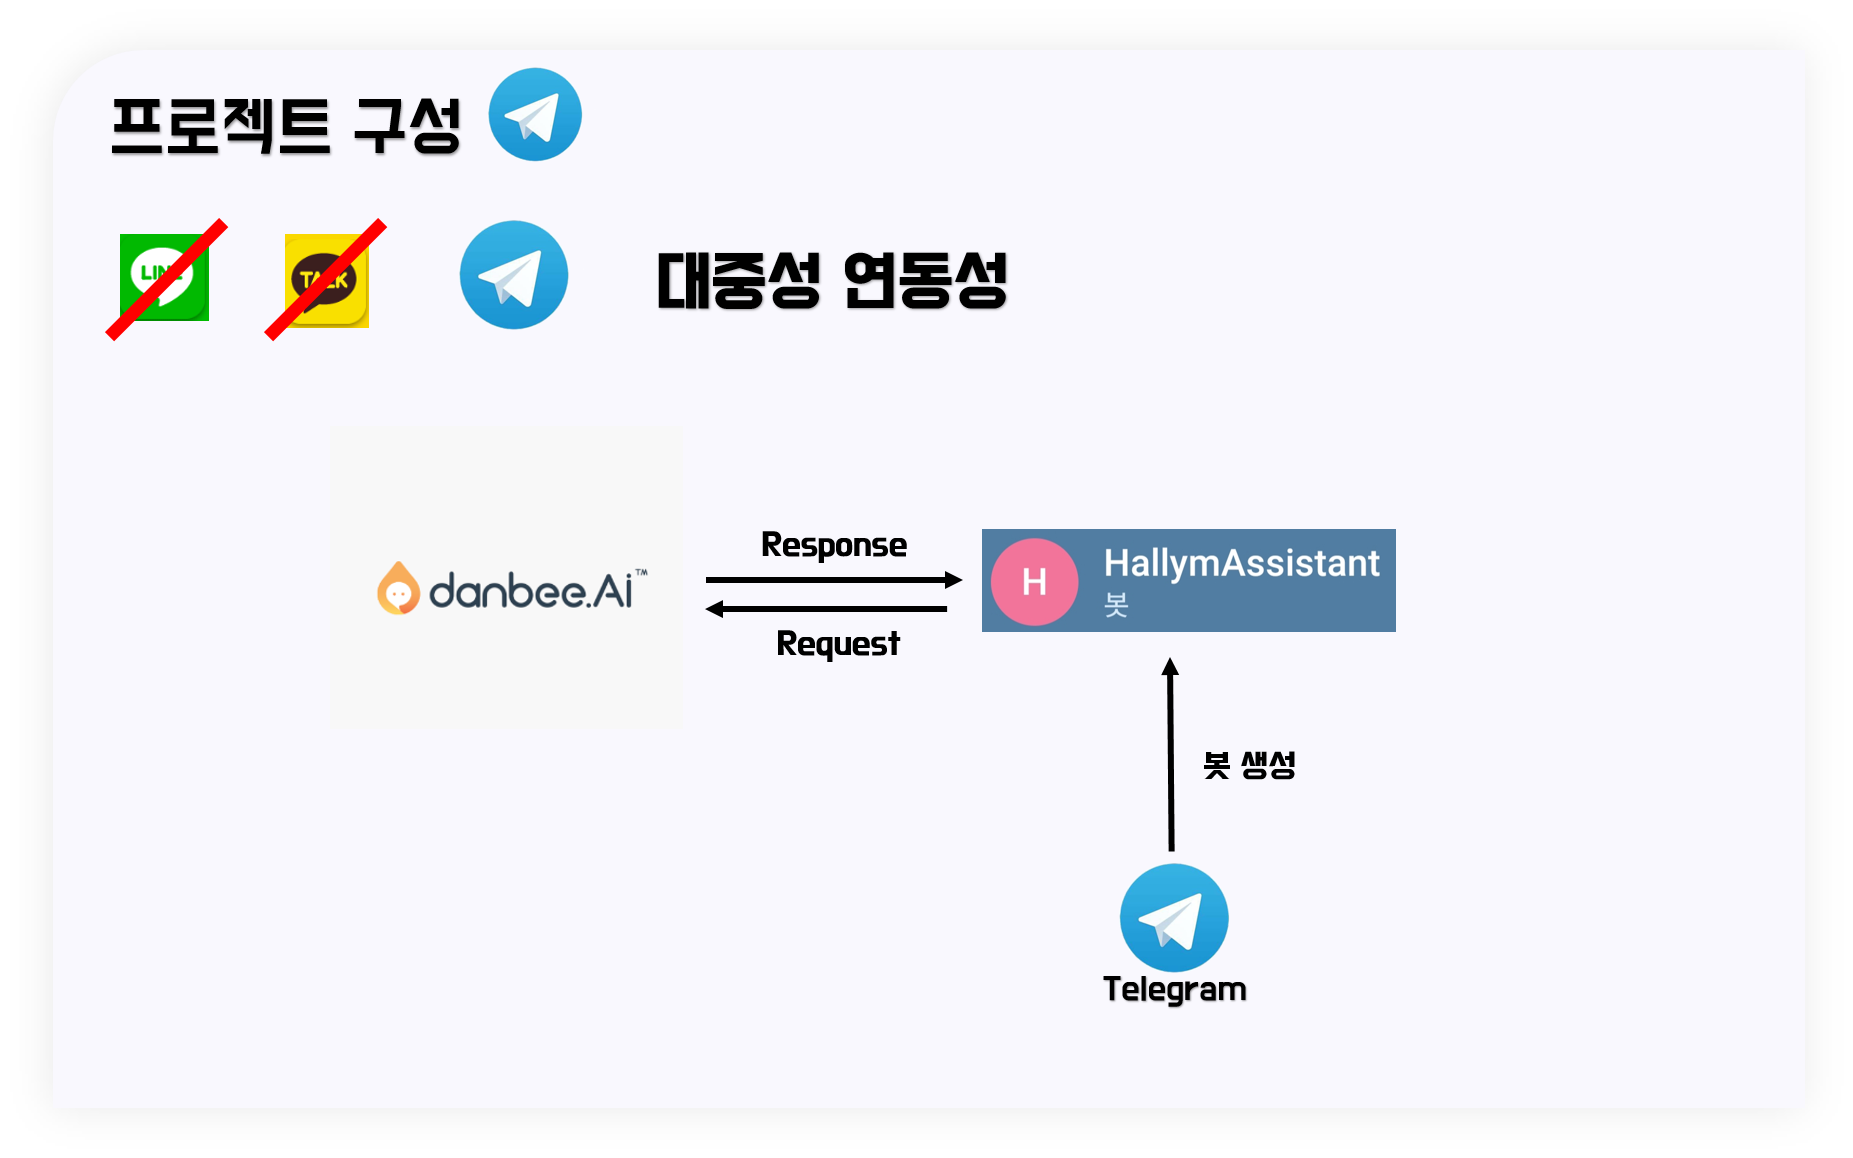 프로젝트 구성
LINE
TALK
대중성 연동성
danbee.Ai™
Response
Request
H
HallymAssistant
봇
봇 생성
Telegram